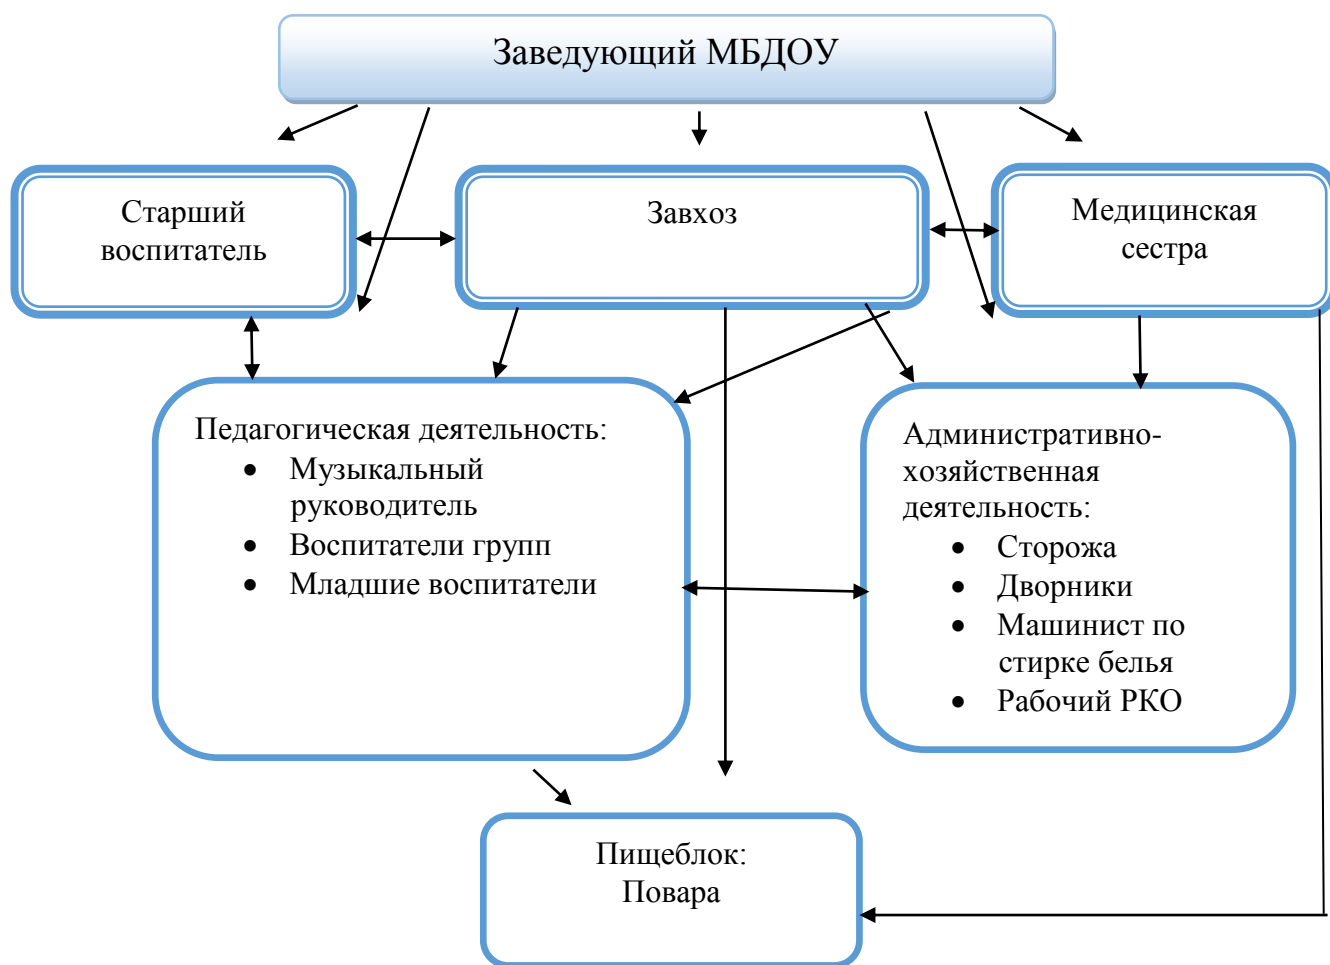 Заведующий МБДОУ
Старший
воспитатель
Завхоз
Медицинская
сестра
Педагогическая деятельность:
• Музыкальный
руководитель
• Воспитатели групп
• Младшие воспитатели
Административно-
хозяйственная
деятельность:
• Сторожа
• Дворники
• Машинист по
стирке белья
• Рабочий РКО
Пищеблок:
Повара